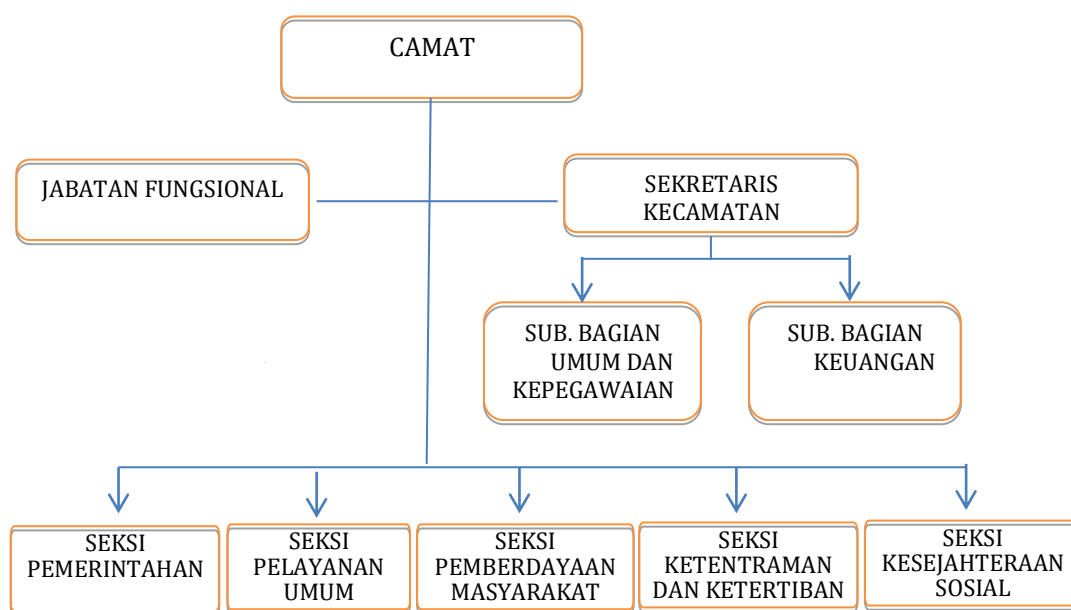 CAMAT
JABATAN FUNGSIONAL
SEKRETARIS
KECAMATAN
SUB. BAGIAN
UMUM DAN
KEPEGAWAIAN
SUB. BAGIAN
KEUANGAN
SEKSI
PEMERINTAHAN
SEKSI
PELAYANAN
UMUM
SEKSI
PEMBERDAYAAN
MASYARAKAT
SEKSI
KETENTRAMAN
DAN KETERTIBAN
SEKSI
KESEJAHTERAAN
SOSIAL